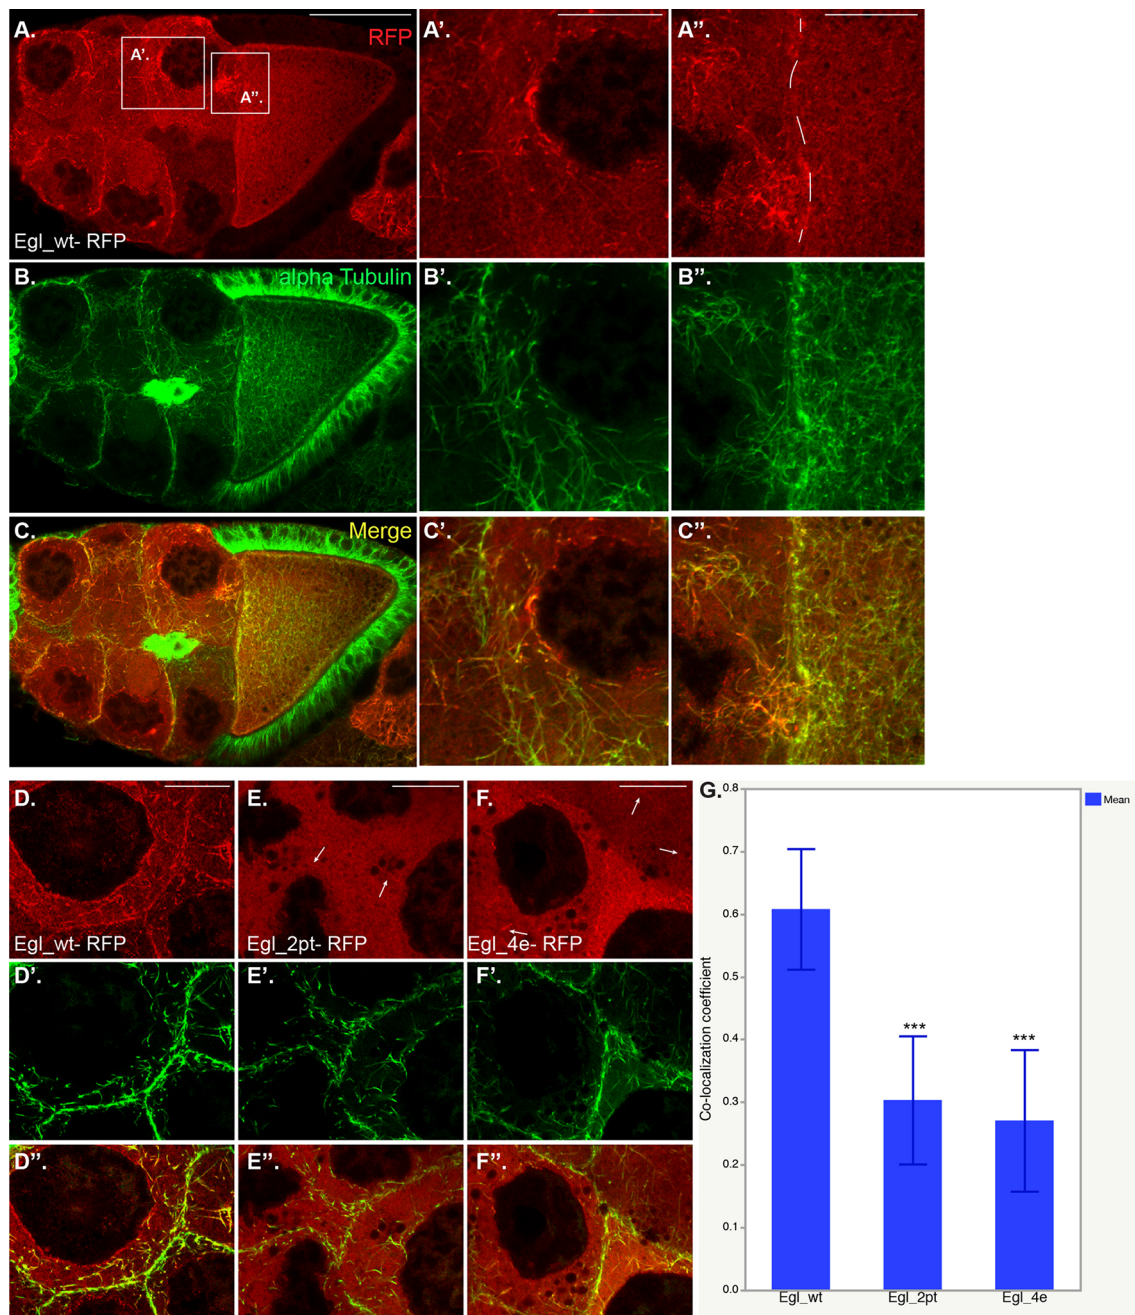 A.
RFP
A'.
A''.
Egl_wt- RFP
A'.
A''.
B.
alpha Tubulin
B'.
B''.
C.
Merge
C'.
C''.
D.
Egl_wt- RFP
E.
Egl_2pt- RFP
F.
Egl_4e- RFP
D'.
E'.
F'.
D''.
E''.
F''.
G.
0.8
0.7
0.6
0.5
0.4
0.3
0.2
0.1
0.0
Co-localization coefficient
***
***
Egl_wt
Egl_2pt
Egl_4e
Mean